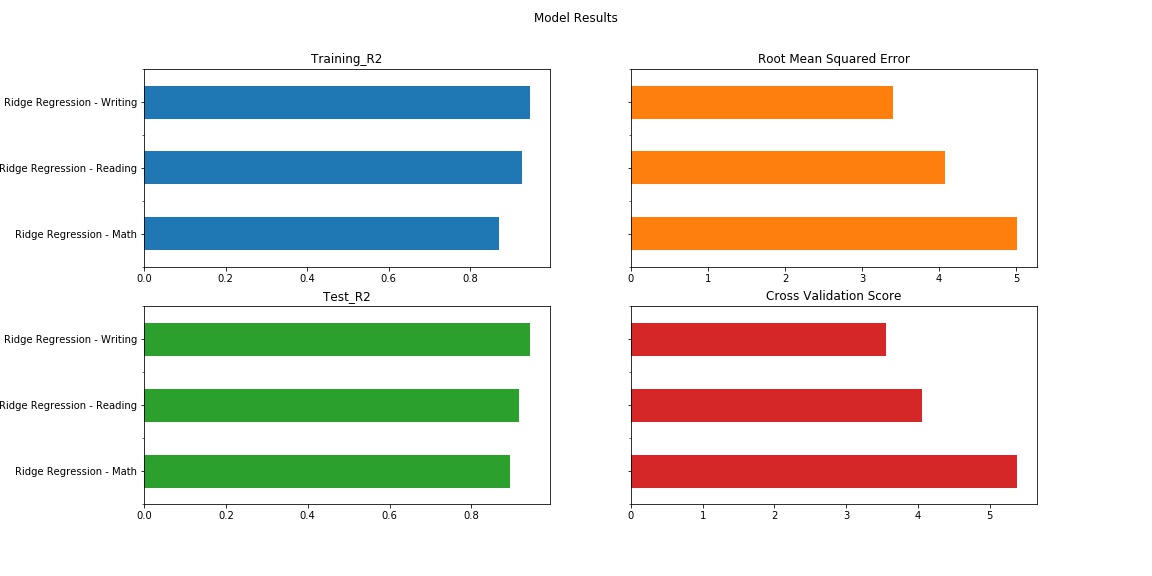 Model Results
Training_R2
Ridge Regression - Writing
Ridge Regression - Reading
Ridge Regression - Math
0.0 0.2 0.4 0.6 0.8
Root Mean Squared Error
0 1 2 3 4 5
Test_R2
Ridge Regression - Writing
Ridge Regression - Reading
Ridge Regression - Math
0.0 0.2 0.4 0.6 0.8
Cross Validation Score
0 1 2 3 4 5